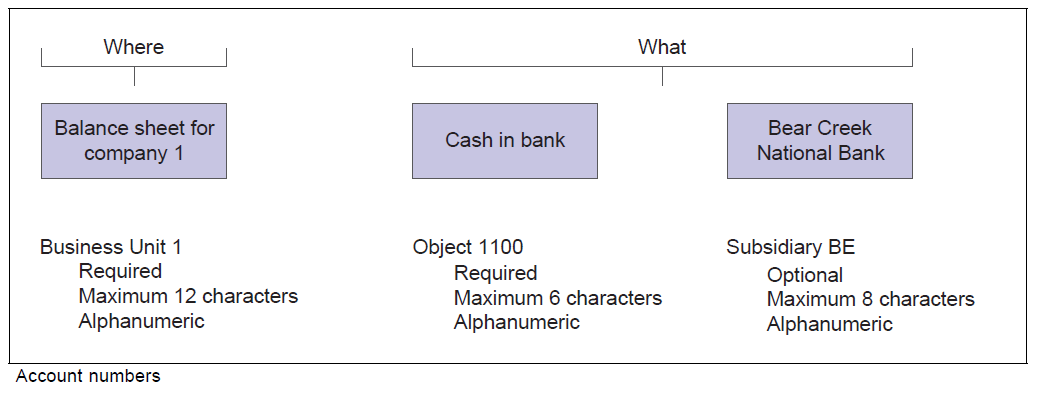 Where
What
Balance sheet for
company 1
Cash in bank
Bear Creek
National Bank
Business Unit 1
Required
Maximum 12 characters
Alphanumeric
Object 1100
Required
Maximum 6 characters
Alphanumeric
Subsidiary BE
Optional
Maximum 8 characters
Alphanumeric
Account numbers